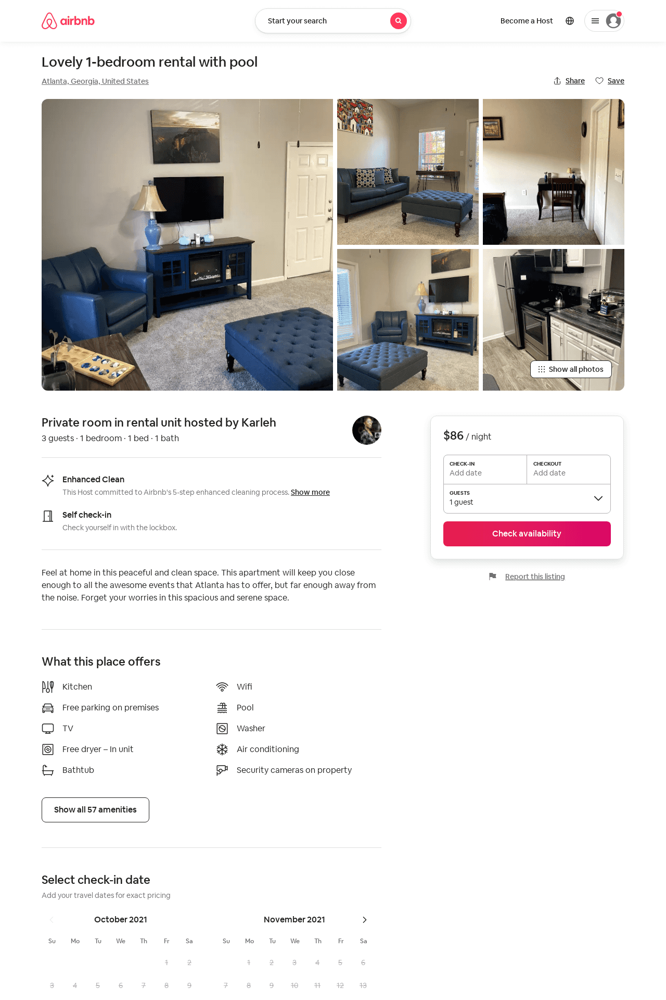 airbnb
Start your search
Become a Host
Lovely 1-bedroom rental with pool
Atlanta, Georgia, United States
Share
Save
Show all photos
Private room in rental unit hosted by Karleh
3 guests · 1 bedroom · 1 bed · 1 bath
Enhanced Clean
This Host committed to Airbnb's 5-step enhanced cleaning process. Show more
Self check-in
Check yourself in with the lockbox.
$86 / night
CHECK-IN
Add date
CHECKOUT
Add date
GUESTS
1 guest
Check availability
Report this listing
Feel at home in this peaceful and clean space. This apartment will keep you close
enough to all the awesome events that Atlanta has to offer, but far enough away from
the noise. Forget your worries in this spacious and serene space.
What this place offers
Kitchen
Wifi
Free parking on premises
Pool
TV
Washer
Free dryer – In unit
Air conditioning
Bathtub
Security cameras on property
Show all 57 amenities
Select check-in date
Add your travel dates for exact pricing
October 2021
Su Mo Tu We Th Fr Sa
1 2
3 4 5 6 7 8 9
November 2021
Su Mo Tu We Th Fr Sa
1 2 3 4 5 6
7 8 9 10 11 12 13